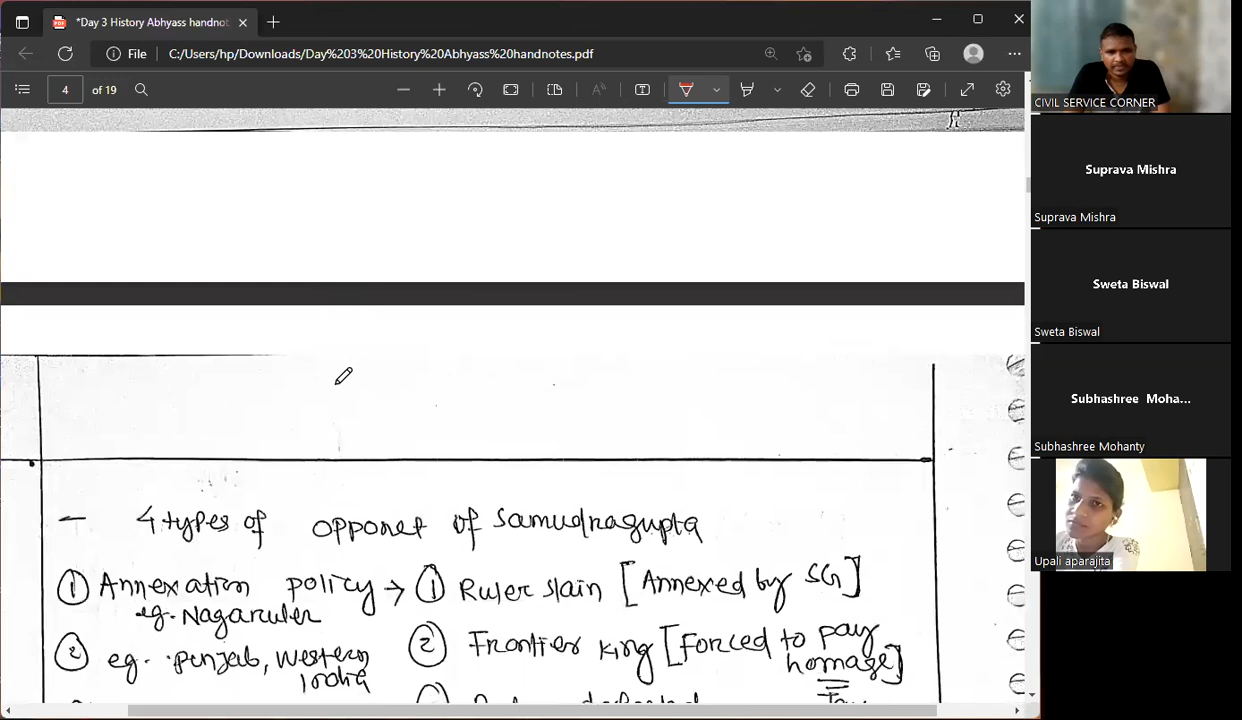 *Day 3 History Abhyass handnot
File
C:/Users/hp/Downloads/Day%203%20History%20Abhyass%20handnotes.pdf
4 of 19
CIVIL SERVICE CORNER
Suprava Mishra
Suprava Mishra
Sweta Biswal
Sweta Biswal
Subhashree Moha...
Subhashree Mohanty
Upali aparajita
— 4 types of opponet of Samudragupta
① Annexation policy → ① Ruler slain [Annexed by SG]
eg. Nagaruler
② eg. punjab, Western India
② Frontier king [Forced to pay homage]